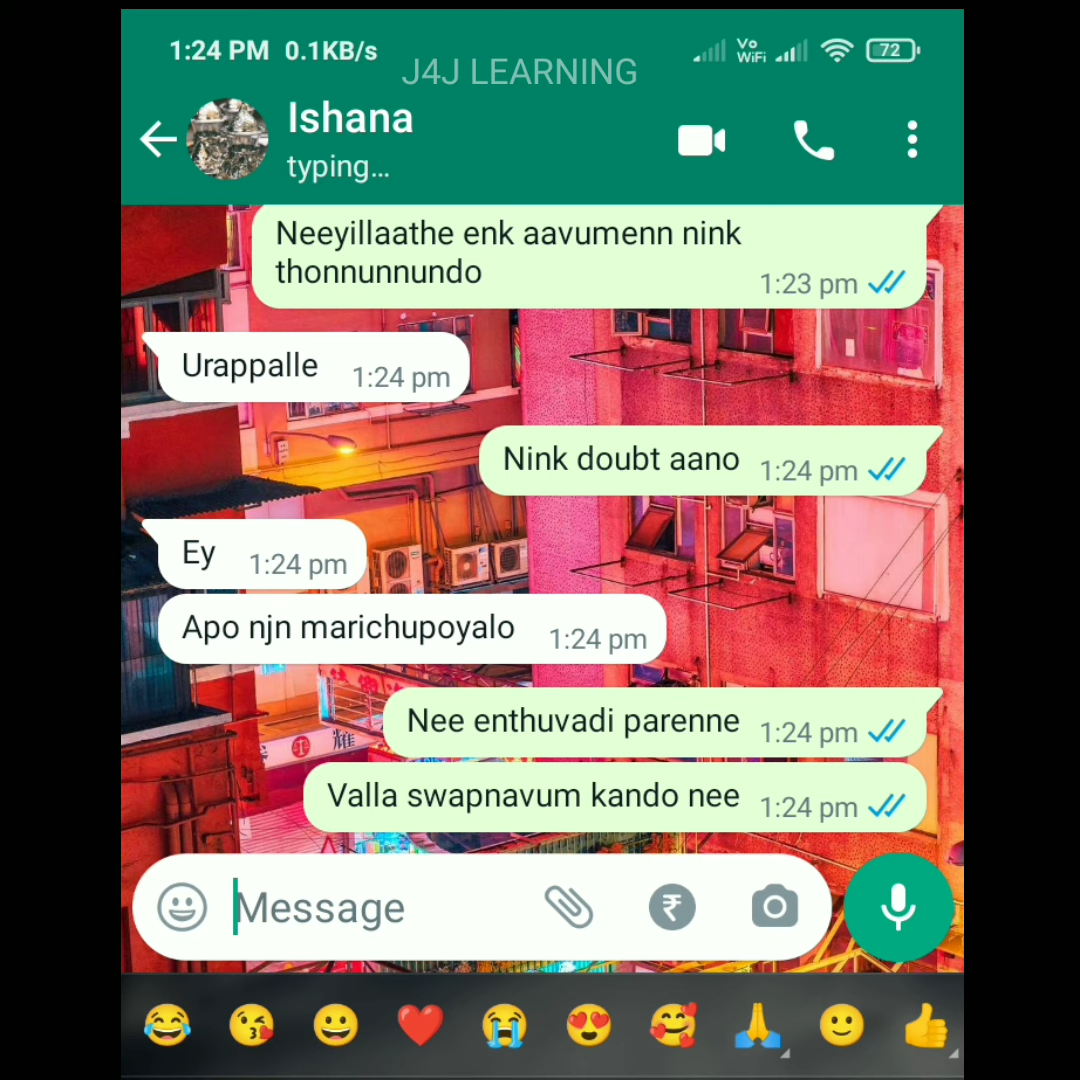 1:24 PM 0.1KB/s Vo WiFi 72
J4J LEARNING
Ishana
typing...
Neeyillaathe enk aavumenn nink
thonnunnundo 1:23 pm
Urappalle 1:24 pm
Nink doubt aano 1:24 pm
Ey 1:24 pm
Apo njn marichupoyalo 1:24 pm
Nee enthuvadi parenne 1:24 pm
Valla swapnavum kando nee 1:24 pm
Message